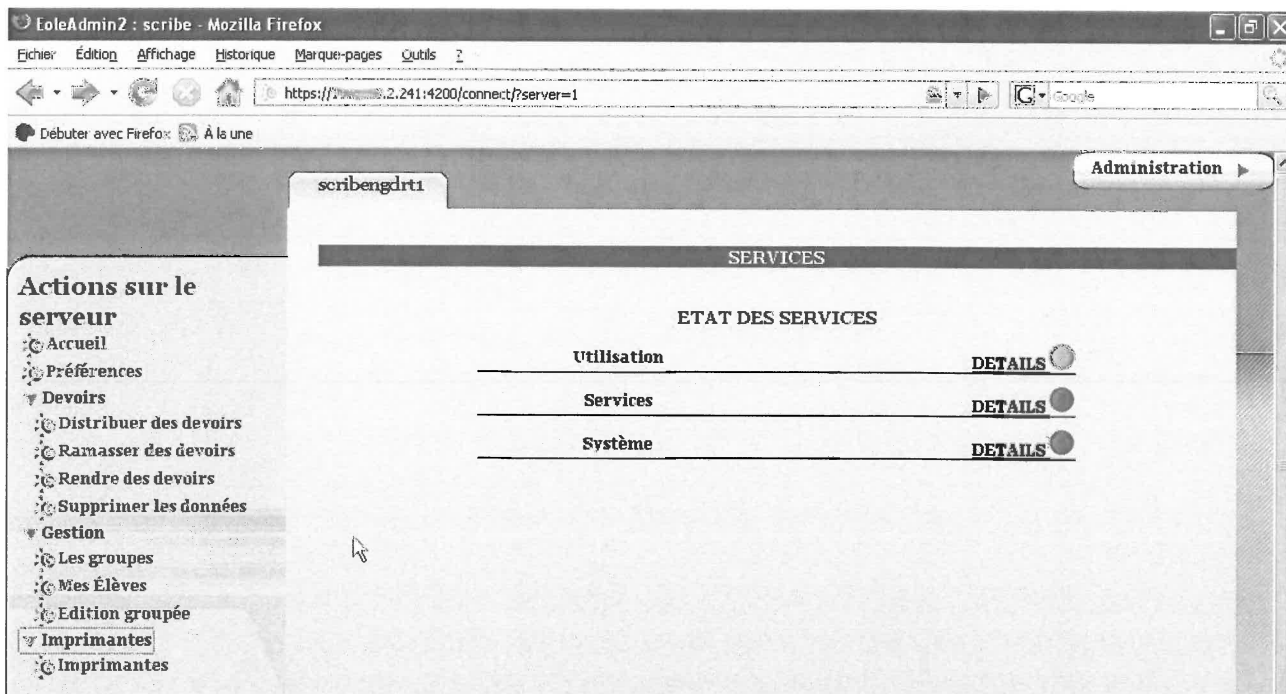 EoleAdmin2 : scribe - Mozilla Firefox
Fichier Édition Affichage Historique Marque-pages Outils ?
https:// .2.241:4200/connect/?server=1
Google
Débuter avec Firefox À la une
scribengdrt1
Administration
SERVICES
Actions sur le
serveur
Accueil
Préférences
Devoirs
Distribuer des devoirs
Ramasser des devoirs
Rendre des devoirs
Supprimer les données
Gestion
Les groupes
Mes Élèves
Edition groupée
Imprimantes
Imprimantes
ETAT DES SERVICES
Utilisation DETAILS
Services DETAILS
Système DETAILS